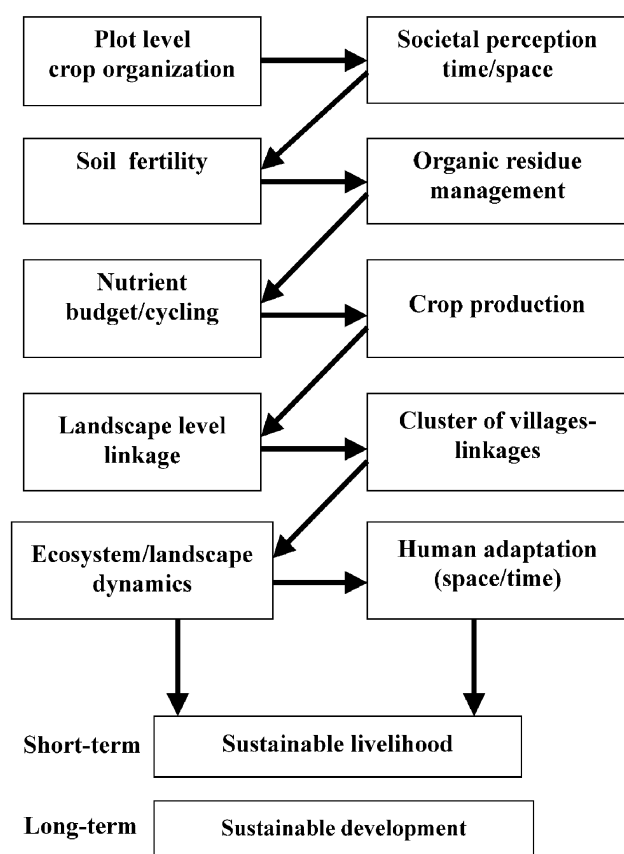 Plot level
crop organization
Societal perception
time/space
Soil fertility
Organic residue
management
Nutrient
budget/cycling
Crop production
Landscape level
linkage
Cluster of villages-
linkages
Ecosystem/landscape
dynamics
Human adaptation
(space/time)
Short-term
Sustainable livelihood
Long-term
Sustainable development